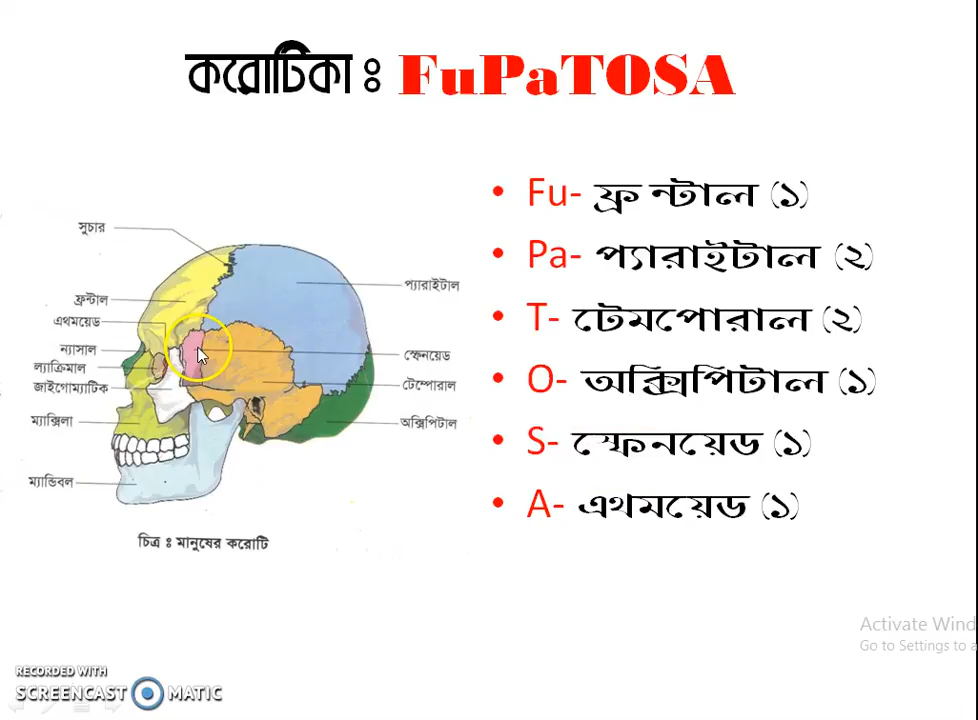 করোটিকা ঃ FuPaTOSA
সুচার
ফ্রন্টাল
এথময়েড
ন্যাসাল
ল্যাক্রিমাল
জাইগোম্যাটিক
ম্যাক্সিলা
ম্যান্ডিবল
প্যারাইটাল
স্ফেনয়েড
টেম্পোরাল
অক্সিপিটাল
চিত্র ঃ মানুষের করোটি
• Fu- ফ্রন্টাল (১)
• Pa- প্যারাইটাল (২)
• T- টেমপোরাল (২)
• O- অক্সিপিটাল (১)
• S- স্ফেনয়েড (১)
• A- এথময়েড (১)
Activate Wind
Go to Settings to a
RECORDED WITH
SCREENCAST MATIC